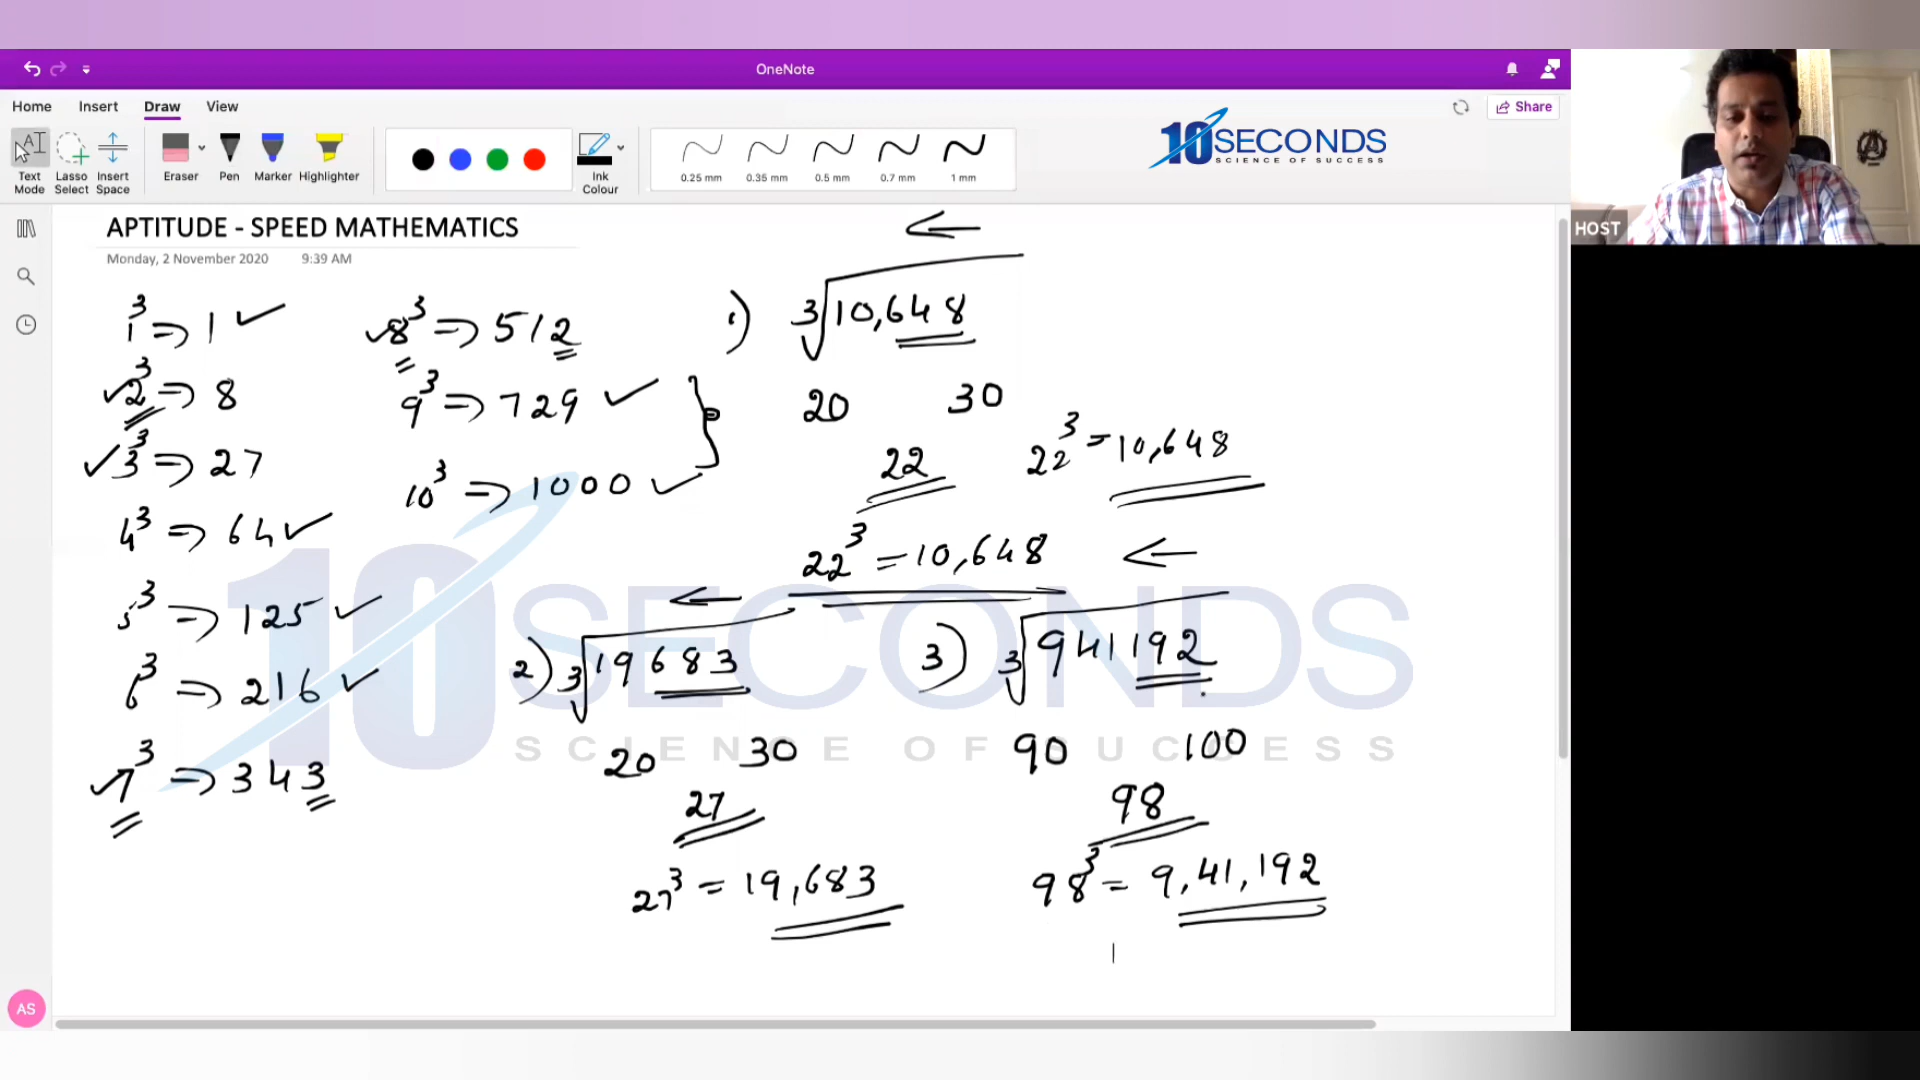 OneNote
Home Insert Draw View
Share
Text Mode
Lasso Select
Insert Space
Eraser
Pen
Marker
Highlighter
Ink Colour
0.25 mm 0.35 mm 0.5 mm 0.7 mm 1 mm
10SECONDS
SCIENCE OF SUCCESS
HOST
APTITUDE - SPEED MATHEMATICS
Monday, 2 November 2020 9:39 AM
1³ => 1 ✓
✓2³ => 8
✓3³ => 27
4³ => 64 ✓
5³ => 125 ✓
6³ => 216 ✓
✓7³ => 343
✓8³ => 512
9³ => 729 ✓
10³ => 1000 ✓
←
1) ∛10,648
20 30
22
22³ = 10,648
22³ = 10,648
←
2) ∛19683
20 30
27
27³ = 19,683
←
3) ∛941192
90 100
98
98³ = 9,41,192
10SECONDS
SCIENCE OF SUCCESS
AS